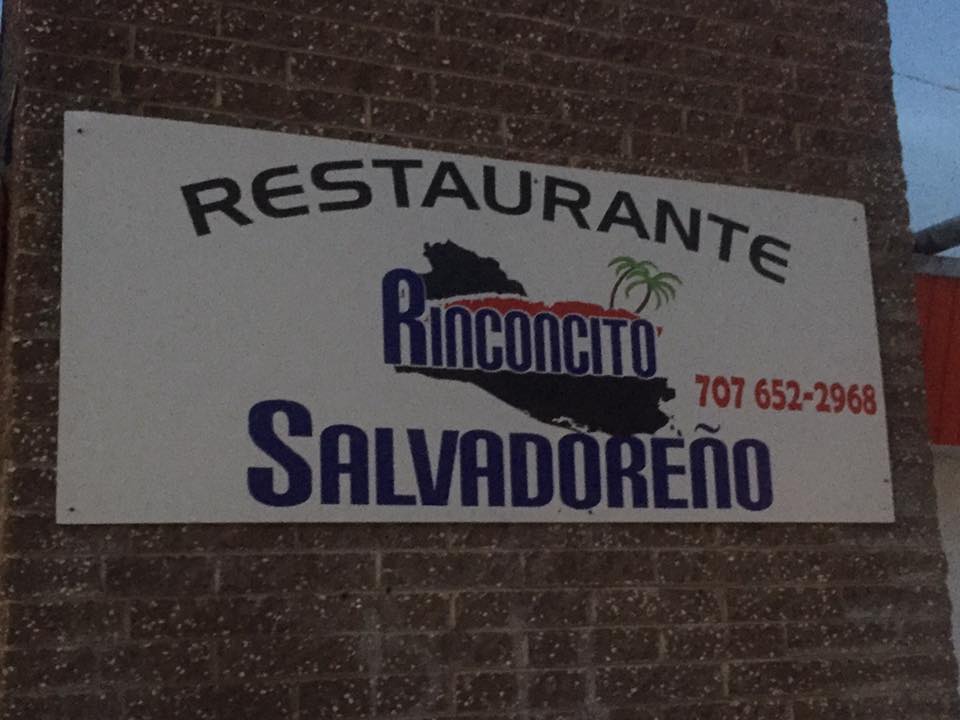 RESTAURANTE
RINCONCITO
707 652-2968
SALVADOREÑO